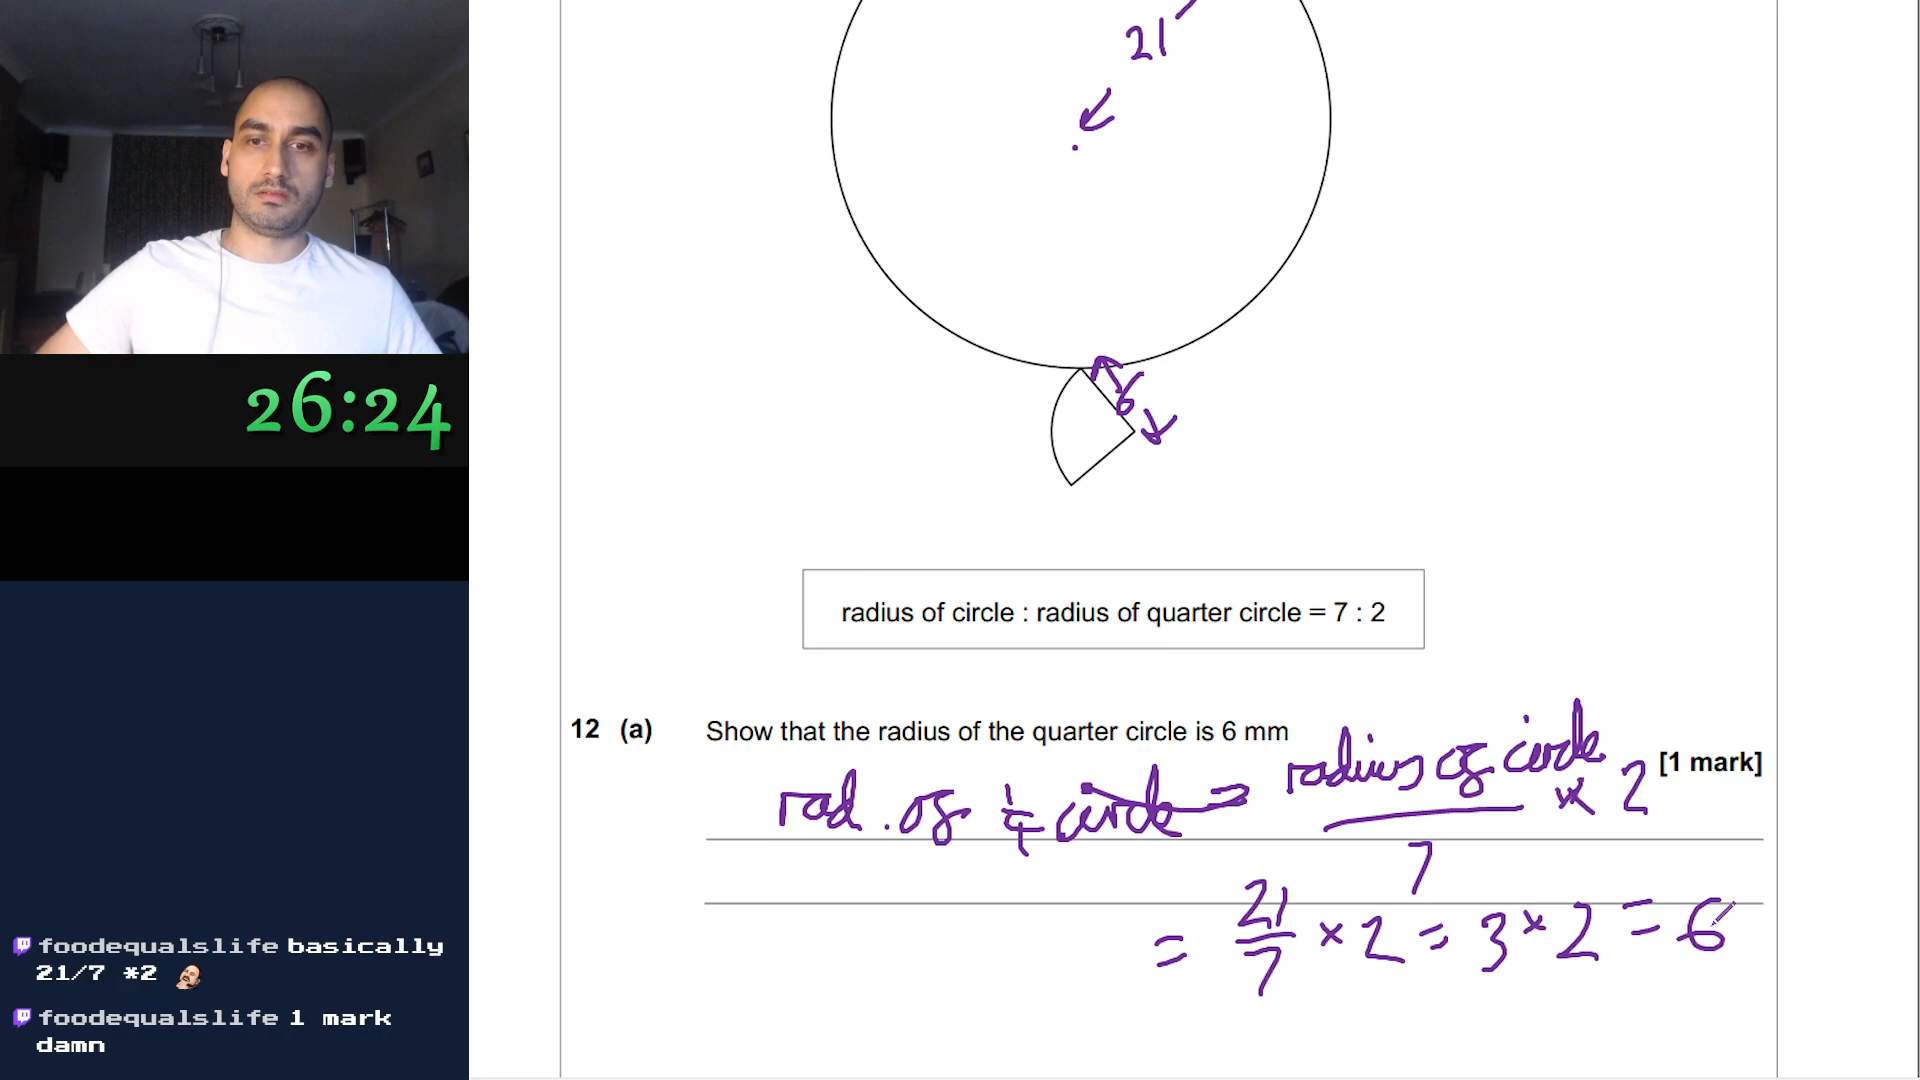 21
6
26:24
radius of circle : radius of quarter circle = 7 : 2
12 (a) Show that the radius of the quarter circle is 6 mm
[1 mark]
rad. of 1/4 circle = radius of circle / 7 × 2
= 21/7 × 2 = 3 × 2 = 6
foodequalslife basically
21/7 *2
foodequalslife 1 mark
damn